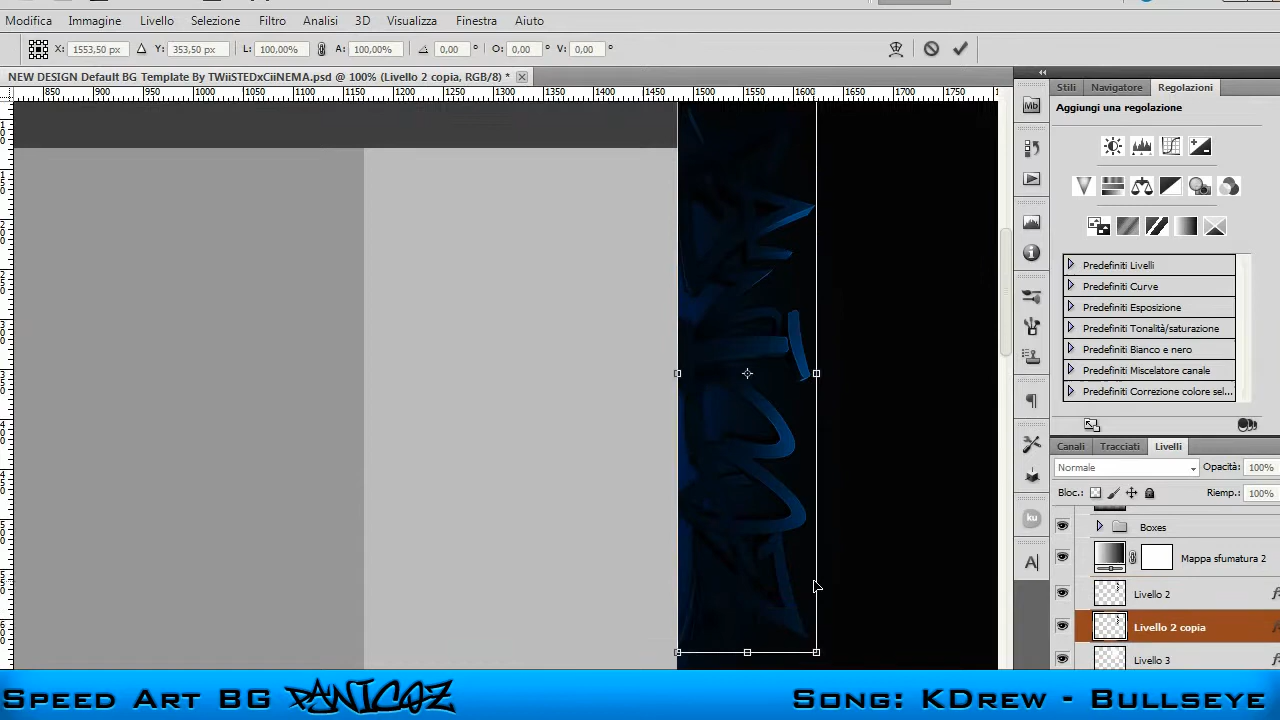 Modifica Immagine Livello Selezione Filtro Analisi 3D Visualizza Finestra Aiuto
X: 1553,50 px Y: 353,50 px L: 100,00% A: 100,00% 0,00 ° O: 0,00 ° V: 0,00 °
NEW DESIGN Default BG Template By TWiiSTEDxCiiNEMA.psd @ 100% (Livello 2 copia, RGB/8) *
850 900 950 1000 1050 1100 1150 1200 1250 1300 1350 1400 1450 1500 1550 1600 1650 1700 1750
Stili Navigatore Regolazioni
Mb
Aggiungi una regolazione
Predefiniti Livelli
Predefiniti Curve
Predefiniti Esposizione
Predefiniti Tonalità/saturazione
Predefiniti Bianco e nero
Predefiniti Miscelatore canale
Predefiniti Correzione colore sel...
Canali Tracciati Livelli
Normale Opacità: 100%
Bloc.: Riemp.: 100%
ku
Boxes
Mappa sfumatura 2
A
Livello 2
Livello 2 copia
Livello 3
Speed Art BG PANICOZ Song: KDrew - Bullseye